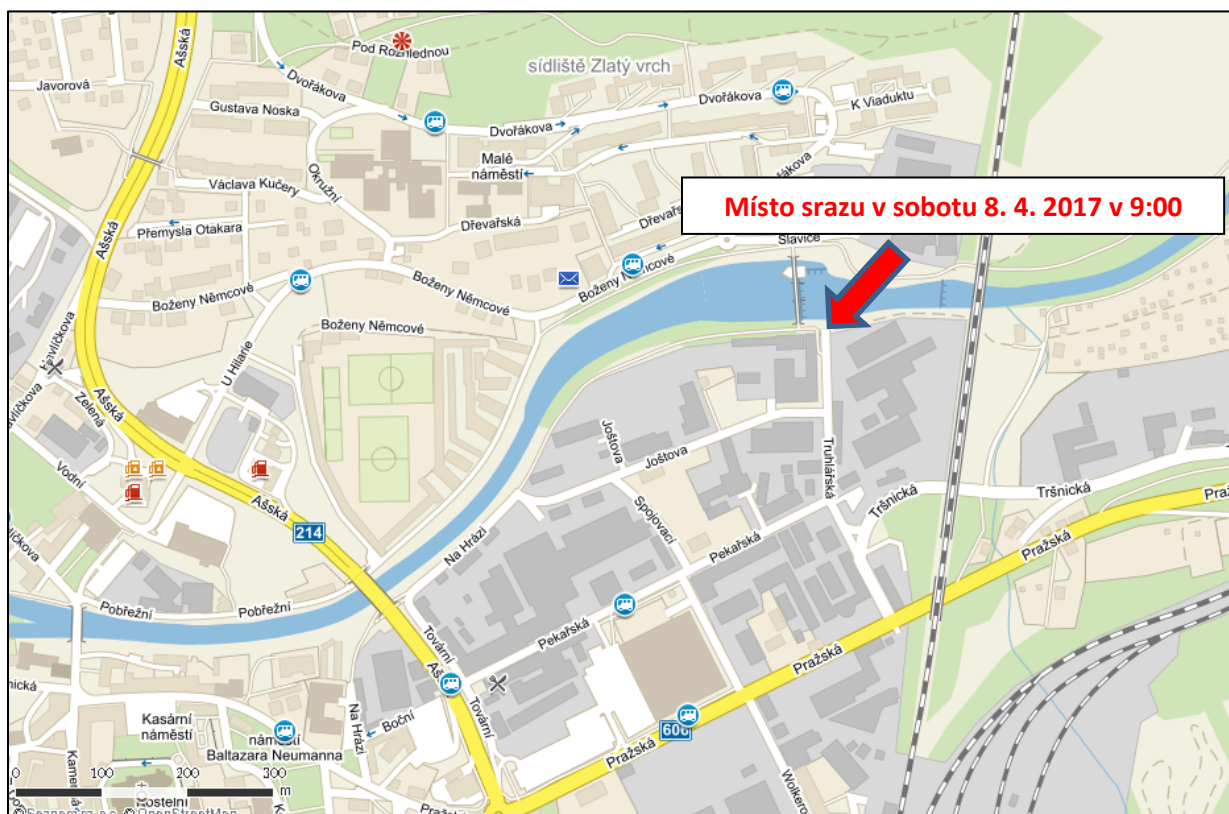 Ašská
Pod Rozhlednou
sídliště Zlatý vrch
Javorová
Dvořákova
Dvořákova
K Viaduktu
Gustava Noska
Dvořákova
Malé
náměstí
Okružní
Václava Kučery
Místo srazu v sobotu 8. 4. 2017 v 9:00
Dřevařská
Přemysla Otakara
Ašská
Slavice
Boženy Němcové
Boženy Němcové
Boženy Němcové
Boženy Němcové
U Hilarie
Ašská
Zelená
Vodní
Joštova
Joštova
Truhlářská
Tršnická
Tršnická
Ašská
214
Spojovací
Na Hrázi
Pekařská
Pražská
Pobřežní
Pobřežní
Pekařská
Tovární
Pražská
Kasární
náměstí
náměstí
Baltazara Neumanna
Na Hrázi
Boční
Tovární
Pražská
606
0 100 200 300
m